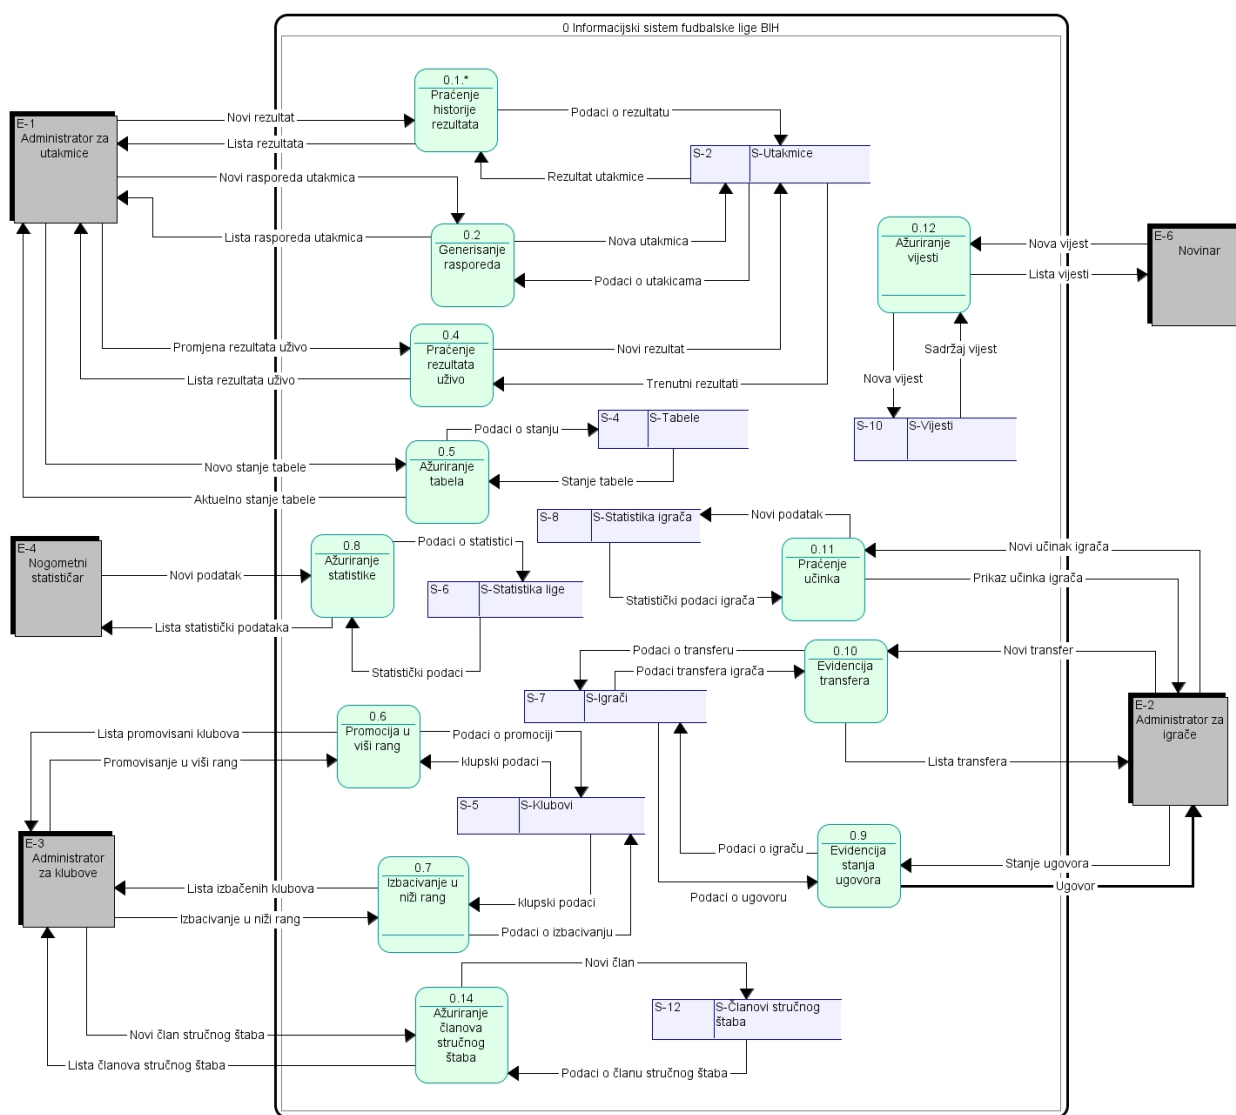 0 Informacijski sistem fudbalske lige BIH
E-1
Administrator za
utakmice
Novi rezultat
Lista rezultata
Novi rasporeda utakmica
Lista rasporeda utakmica
Promjena rezultata uživo
Lista rezultata uživo
Novo stanje tabele
Aktuelno stanje tabele
0.1.*
Praćenje
historije
rezultata
Podaci o rezultatu
Rezultat utakmice
S-2
S-Utakmice
0.2
Generisanje
rasporeda
Nova utakmica
Podaci o utakicama
0.4
Praćenje
rezultata
uživo
Novi rezultat
Trenutni rezultati
0.5
Ažuriranje
tabela
Podaci o stanju
Stanje tabele
S-4
S-Tabele
0.12
Ažuriranje
vijesti
Nova vijest
Lista vijesti
E-6
Novinar
Sadržaj vijest
Nova vijest
S-10
S-Vijesti
E-4
Nogometni
statističar
Novi podatak
Lista statistički podataka
0.8
Ažuriranje
statistike
Podaci o statistici
Statistički podaci
S-6
S-Statistika lige
S-8
S-Statistika igrača
Novi podatak
Statistički podaci igrača
0.11
Praćenje
učinka
Novi učinak igrača
Prikaz učinka igrača
0.10
Evidencija
transfera
Podaci o transferu
Podaci transfera igrača
Novi transfer
Lista transfera
S-7
S-Igrači
E-2
Administrator za
igrače
0.9
Evidencija
stanja
ugovora
Podaci o igraču
Podaci o ugovoru
Stanje ugovora
Ugovor
0.6
Promocija u
viši rang
Lista promovisani klubova
Promovisanje u viši rang
Podaci o promociji
klupski podaci
S-5
S-Klubovi
E-3
Administrator
za klubove
0.7
Izbacivanje u
niži rang
Lista izbačenih klubova
Izbacivanje u niži rang
klupski podaci
Podaci o izbacivanju
0.14
Ažuriranje
članova
stručnog
štaba
Novi član stručnog štaba
Lista članova stručnog štaba
Novi član
Podaci o članu stručnog štaba
S-12
S-Članovi stručnog
štaba